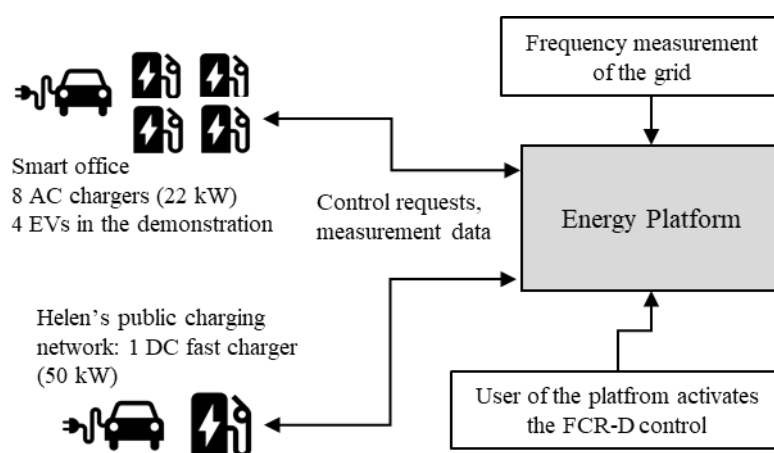 Frequency measurement
of the grid
Smart office
8 AC chargers (22 kW)
4 EVs in the demonstration
Control requests,
measurement data
Energy Platform
Helen's public charging
network: 1 DC fast charger
(50 kW)
User of the platfrom activates
the FCR-D control